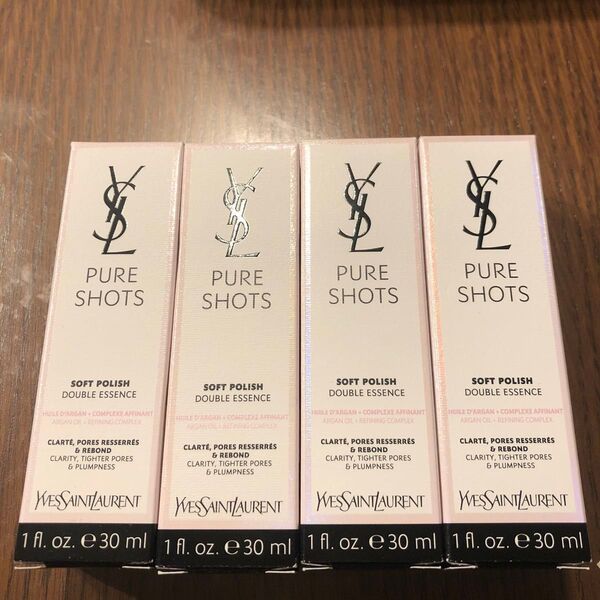 YSL
PURE
SHOTS
SOFT POLISH
DOUBLE ESSENCE
HUILE D'ARGAN + COMPLEXE AFFINANT
ARGAN OIL + REFINING COMPLEX
CLARTÉ, PORES RESSERRÉS
& REBOND
CLARITY, TIGHTER PORES
& PLUMPNESS
YVESSAINTLAURENT
1 fl. oz. e 30 ml
YSL
PURE
SHOTS
SOFT POLISH
DOUBLE ESSENCE
HUILE D'ARGAN + COMPLEXE AFFINANT
ARGAN OIL + REFINING COMPLEX
CLARTÉ, PORES RESSERRÉS
& REBOND
CLARITY, TIGHTER PORES
& PLUMPNESS
YVESSAINTLAURENT
1 fl. oz. e 30 ml
YSL
PURE
SHOTS
SOFT POLISH
DOUBLE ESSENCE
HUILE D'ARGAN + COMPLEXE AFFINANT
ARGAN OIL + REFINING COMPLEX
CLARTÉ, PORES RESSERRÉS
& REBOND
CLARITY, TIGHTER PORES
& PLUMPNESS
YVESSAINTLAURENT
1 fl. oz. e 30 ml
YSL
PURE
SHOTS
SOFT POLISH
DOUBLE ESSENCE
HUILE D'ARGAN + COMPLEXE AFFINANT
ARGAN OIL + REFINING COMPLEX
CLARTÉ, PORES RESSERRÉS
& REBOND
CLARITY, TIGHTER PORES
& PLUMPNESS
YVESSAINTLAURENT
1 fl. oz. e 30 ml